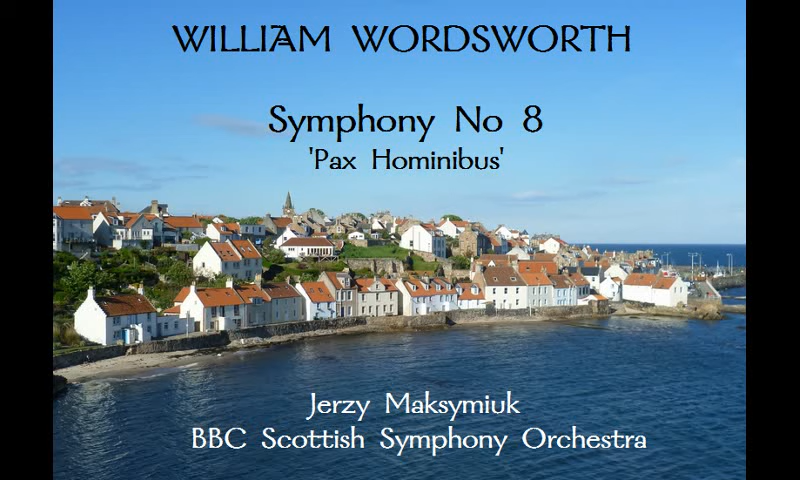 WILLIAM WORDSWORTH
Symphony No 8
'Pax Hominibus'
Jerzy Maksymiuk
BBC Scottish Symphony Orchestra